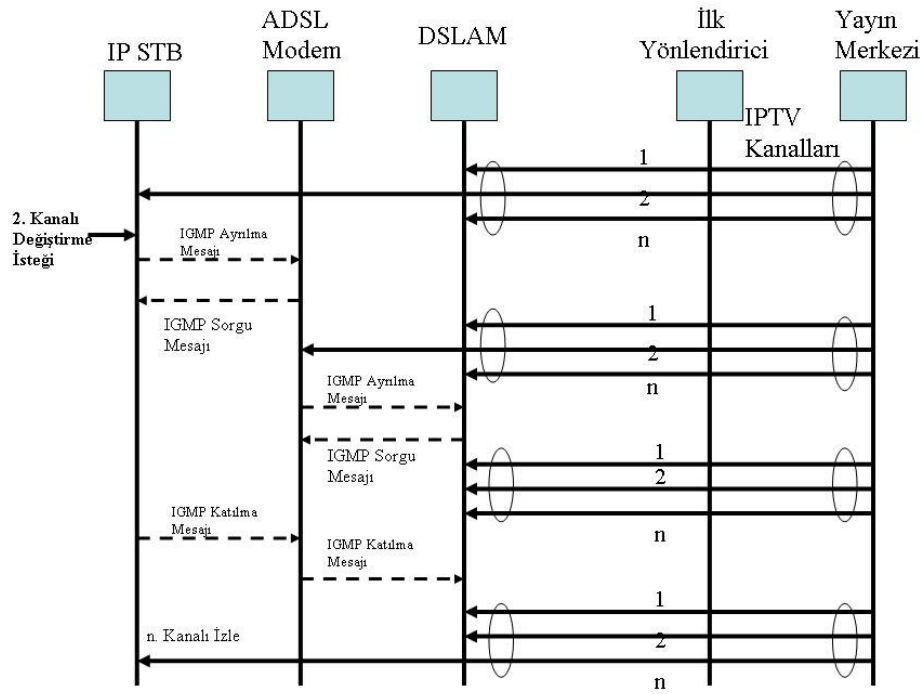 IP STB
ADSL
Modem
DSLAM
İlk
Yönlendirici
Yayın
Merkezi
IPTV
Kanalları
1
2
n
2. Kanalı
Değiştirme
İsteği
IGMP Ayrılma
Mesajı
IGMP Sorgu
Mesajı
1
2
n
IGMP Ayrılma
Mesajı
IGMP Sorgu
Mesajı
1
2
n
IGMP Katılma
Mesajı
IGMP Katılma
Mesajı
1
2
n
n. Kanalı İzle